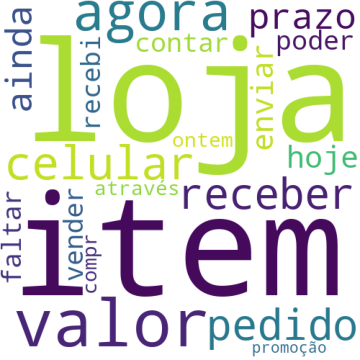 agora
prazo
ainda
recebi
contar
poder
loja
enviar
ontem
hoje
celular
através
receber
faltar
vender
compr
item
valor
pedido
promoção